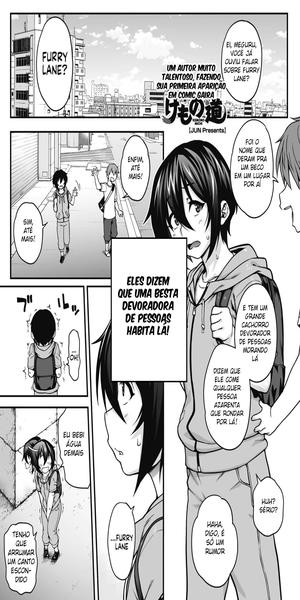 EI, MEGURU,
VOCÊ JÁ
OUVIU FALAR
SOBRE FURRY
LANE?
FURRY
LANE?
UM AUTOR MUITO
TALENTOSO, FAZENDO
SUA PRIMEIRA APARIÇÃO
EM COMIC GAIRA
けもの道
[JUN Presents]
FOI O
NOME QUE
DERAM PRA
UM BECO
EM UM LUGAR
POR AÍ
ENFIM,
ATÉ
MAIS!
SIM,
ATÉ
MAIS!
ELES DIZEM
QUE UMA BESTA
DEVORADORA
DE PESSOAS
HABITA LÁ!
E TEM UM
GRANDE
CACHORRO
DEVORADOR
DE PESSOAS
MORANDO
LÁ
DIZEM
QUE ELE
COME
QUALQUER
PESSOA
AZARENTA
QUE RONDAR
POR LÁ!
OH!
EU BEBI
ÁGUA
DEMAIS
HUH?
SÉRIO?
HAHA,
DIGO, É SÓ
UM
RUMOR
...FURRY
LANE
TENHO
QUE
ARRUMAR
UM CANTO
ESCON-
DIDO